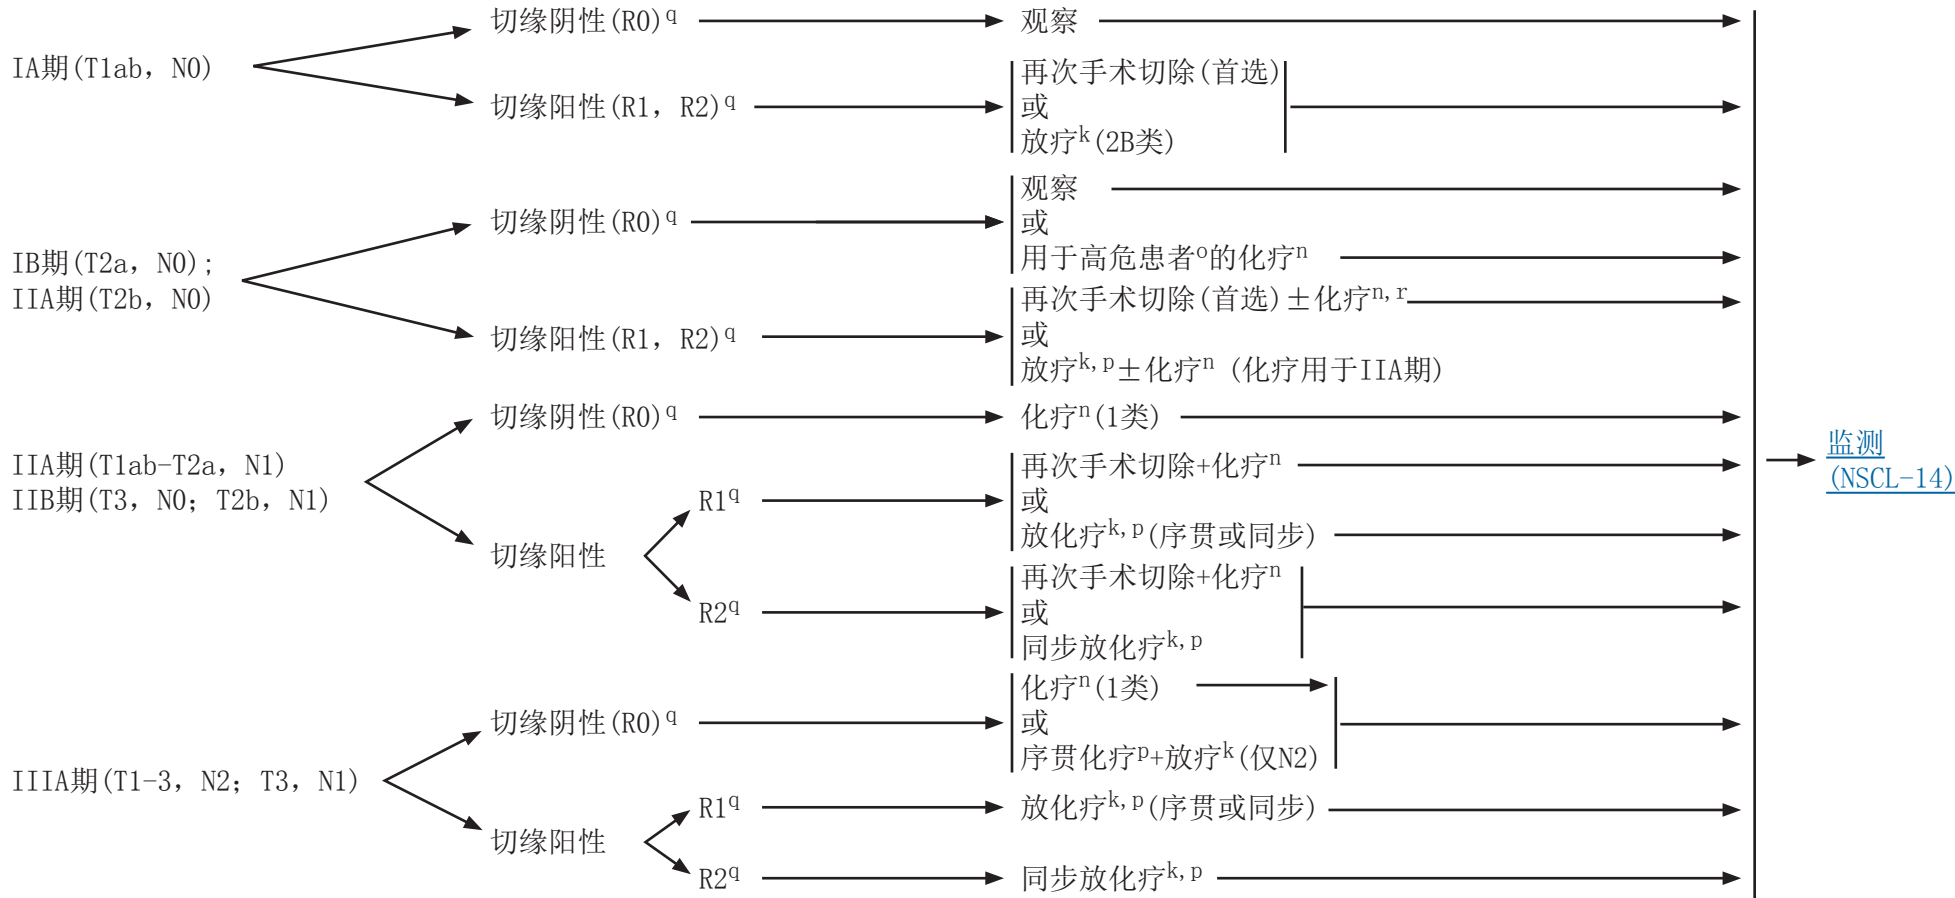 IA期(T1ab，N0)
切缘阴性(R0)q
观察
切缘阳性(R1，R2)q
再次手术切除(首选)
或
放疗k(2B类)
IB期(T2a，N0);
IIA期(T2b，N0)
切缘阴性(R0)q
观察
或
用于高危患者o的化疗n
切缘阳性(R1，R2)q
再次手术切除(首选)±化疗n,r
或
放疗k,p±化疗n (化疗用于IIA期)
IIA期(T1ab-T2a，N1)
IIB期(T3，N0；T2b，N1)
切缘阴性(R0)q
化疗n(1类)
切缘阳性
R1q
再次手术切除+化疗n
或
放化疗k,p(序贯或同步)
R2q
再次手术切除+化疗n
或
同步放化疗k,p
IIIA期(T1-3，N2；T3，N1)
切缘阴性(R0)q
化疗n(1类)
或
序贯化疗p+放疗k(仅N2)
切缘阳性
R1q
放化疗k,p(序贯或同步)
R2q
同步放化疗k,p
监测
(NSCL-14)